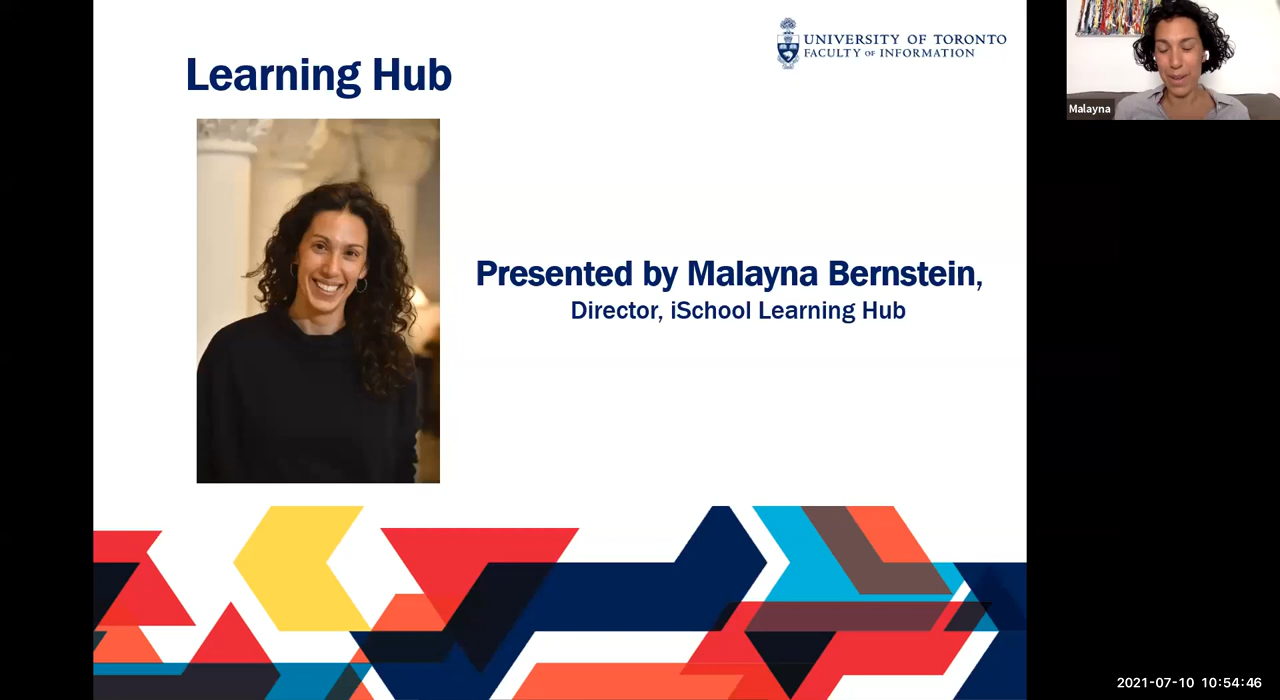 UNIVERSITY OF TORONTO
FACULTY OF INFORMATION
Learning Hub
Malayna
Presented by Malayna Bernstein,
Director, iSchool Learning Hub
2021-07-10 10:54:46